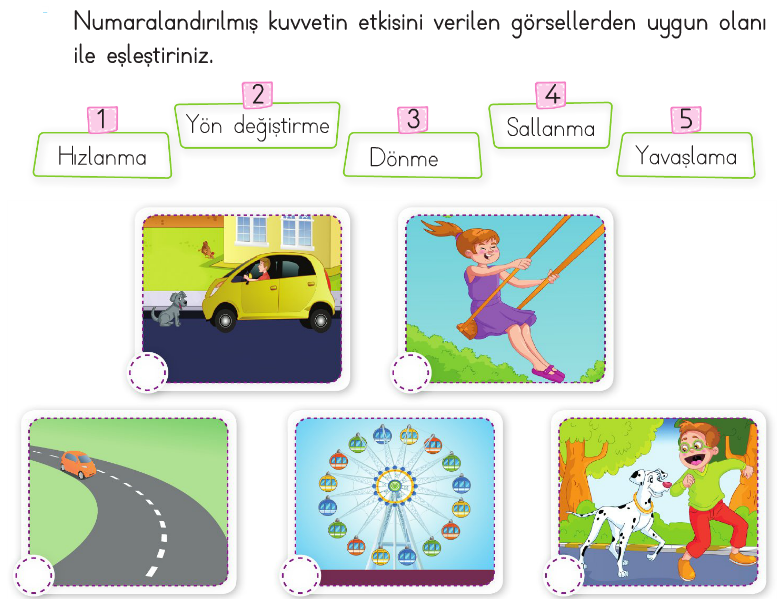 Numaralandırılmış kuvvetin etkisini verilen görsellerden uygun olanı
ile eşleştiriniz.
1
Hızlanma
2
Yön değiştirme
3
Dönme
4
Sallanma
5
Yavaşlama